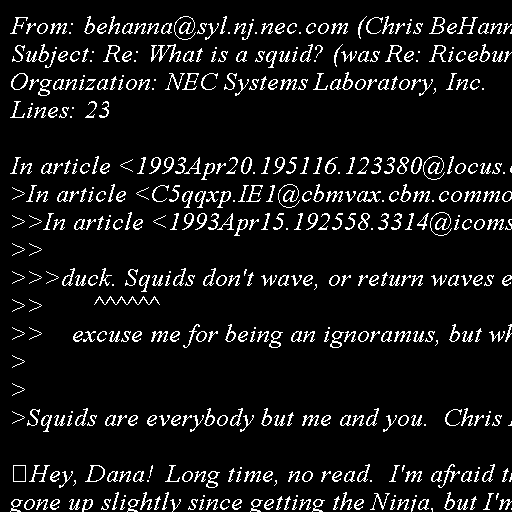 From: behanna@syl.nj.nec.com (Chris BeHann
Subject: Re: What is a squid? (was Re: Ricebur
Organization: NEC Systems Laboratory, Inc.
Lines: 23

In article <1993Apr20.195116.123380@locus.c
>In article <C5qqxp.IE1@cbmvax.cbm.commo
>>In article <1993Apr15.192558.3314@icoms
>>
>>>duck. Squids don't wave, or return waves e
>>       ^^^^^^
>>    excuse me for being an ignoramus, but wh
>
>
>Squids are everybody but me and you.  Chris

Hey, Dana!  Long time, no read.  I'm afraid th
gone up slightly since getting the Ninja, but I'm